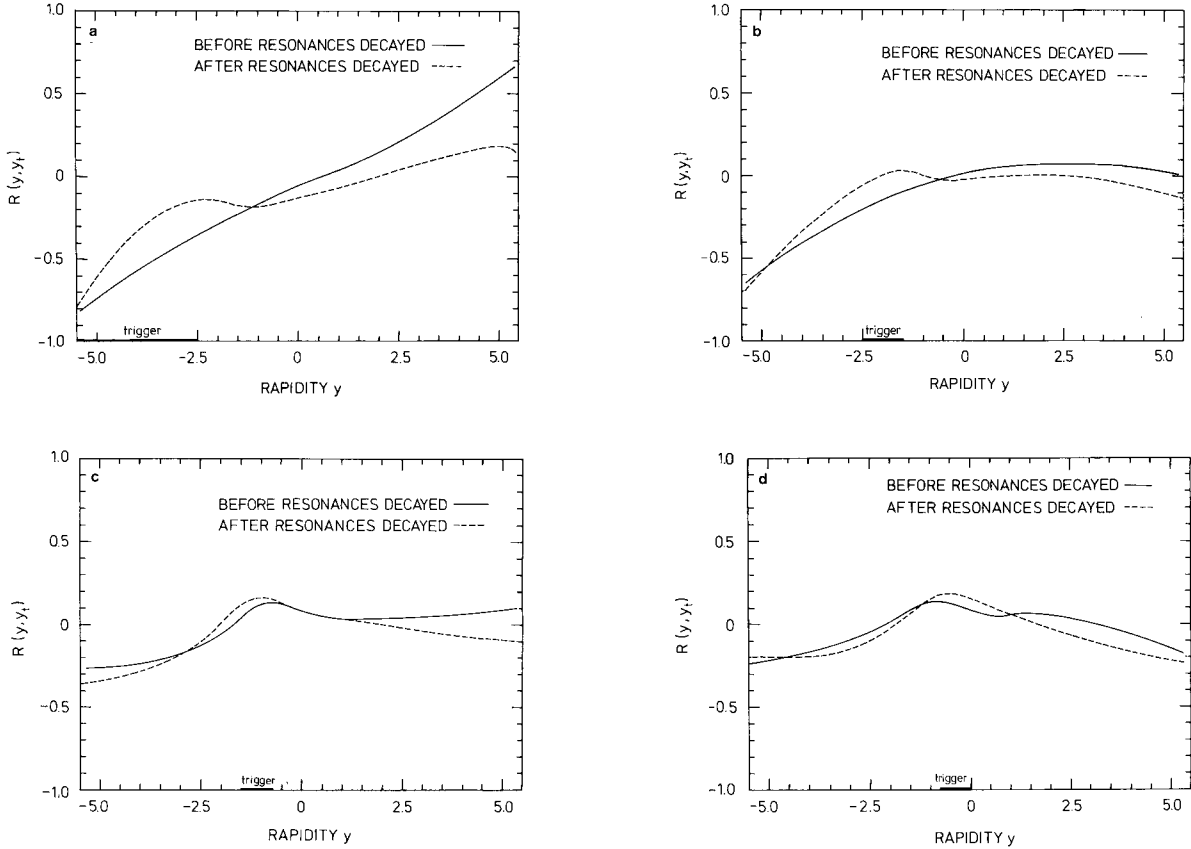 a
BEFORE RESONANCES DECAYED
AFTER RESONANCES DECAYED
1.0
0.5
0
-0.5
-1.0
R (y, yt)
trigger
-5.0 -2.5 0 2.5 5.0
RAPIDITY y
b
BEFORE RESONANCES DECAYED
AFTER RESONANCES DECAYED
1.0
0.5
0
-0.5
-1.0
R (y, yt)
trigger
-5.0 -2.5 0 2.5 5.0
RAPIDITY y
c
BEFORE RESONANCES DECAYED
AFTER RESONANCES DECAYED
1.0
0.5
0
-0.5
-1.0
R (y, yt)
trigger
-5.0 -2.5 0 2.5 5.0
RAPIDITY y
d
BEFORE RESONANCES DECAYED
AFTER RESONANCES DECAYED
1.0
0.5
0
-0.5
-1.0
R (y, yt)
trigger
-5.0 -2.5 0 2.5 5.0
RAPIDITY y